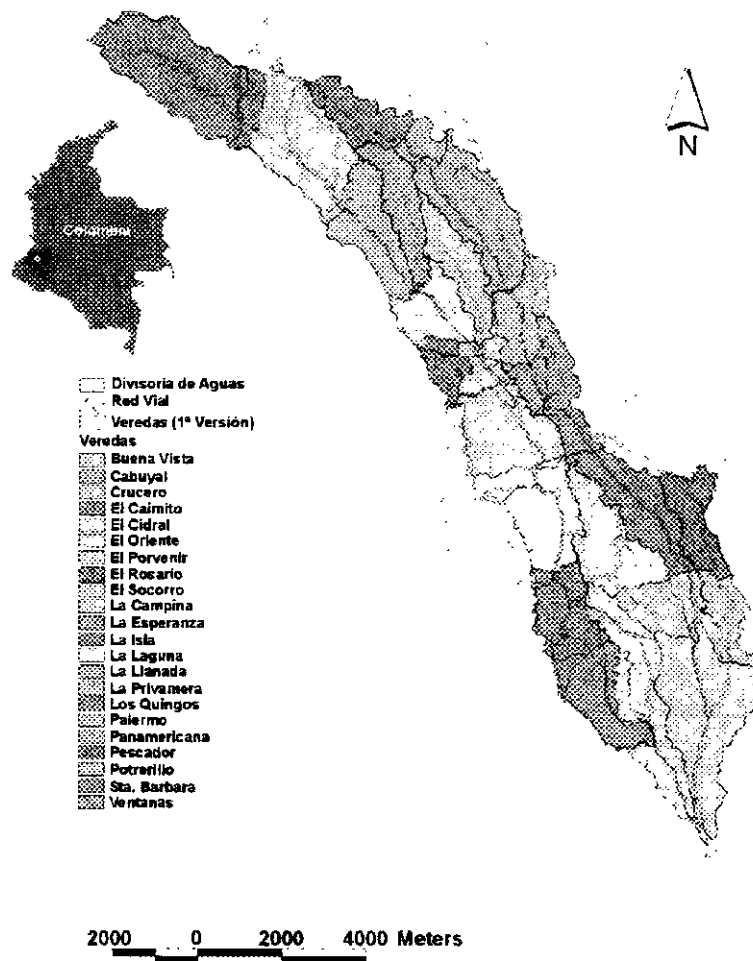 N
Colombia
Divisoria de Aguas
Red Vial
Veredas (1ª Versión)
Veredas
Buena Vista
Cabuyal
Crucero
El Caimito
El Cidral
El Oriente
El Porvenir
El Rosario
El Socorro
La Campina
La Esperanza
La Isla
La Laguna
La Llanada
La Privamera
Los Quingos
Palermo
Panamericana
Pescador
Potrerillo
Sta. Barbara
Ventanas
2000 0 2000 4000 Meters